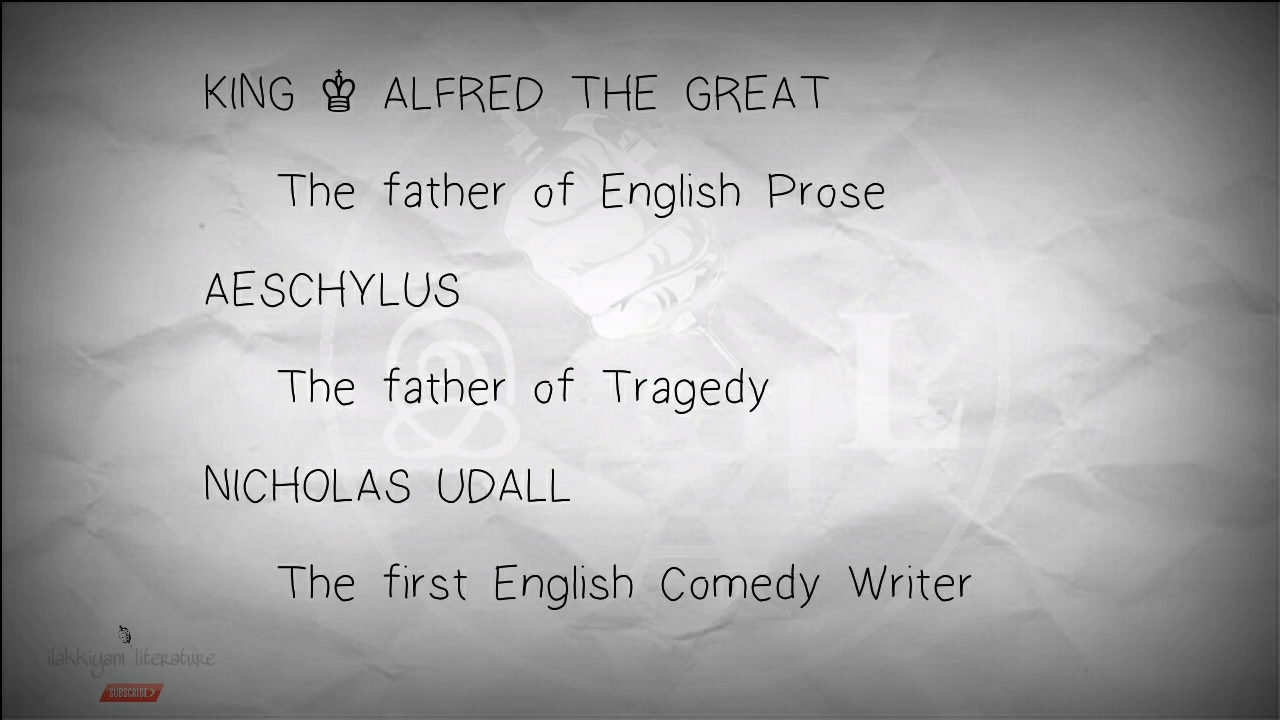 KING ♔ ALFRED THE GREAT
The father of English Prose
AESCHYLUS
The father of Tragedy
NICHOLAS UDALL
The first English Comedy Writer
ilakkiyam literature
SUBSCRIBE >